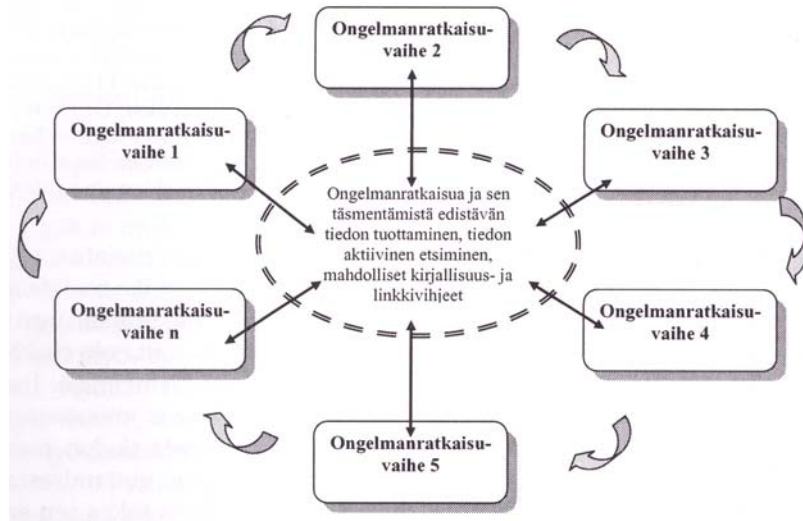 Ongelmanratkaisu-
vaihe 2
Ongelmanratkaisu-
vaihe 1
Ongelmanratkaisu-
vaihe 3
Ongelmanratkaisua ja sen
täsmentämistä edistävän
tiedon tuottaminen, tiedon
aktiivinen etsiminen,
mahdolliset kirjallisuus- ja
linkkivihjeet
Ongelmanratkaisu-
vaihe n
Ongelmanratkaisu-
vaihe 4
Ongelmanratkaisu-
vaihe 5